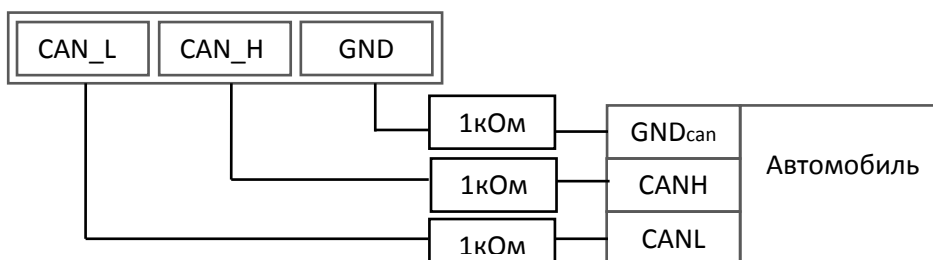 CAN_L CAN_H GND
1кОм GNDcan
1кОм CANH Автомобиль
1кОм CANL